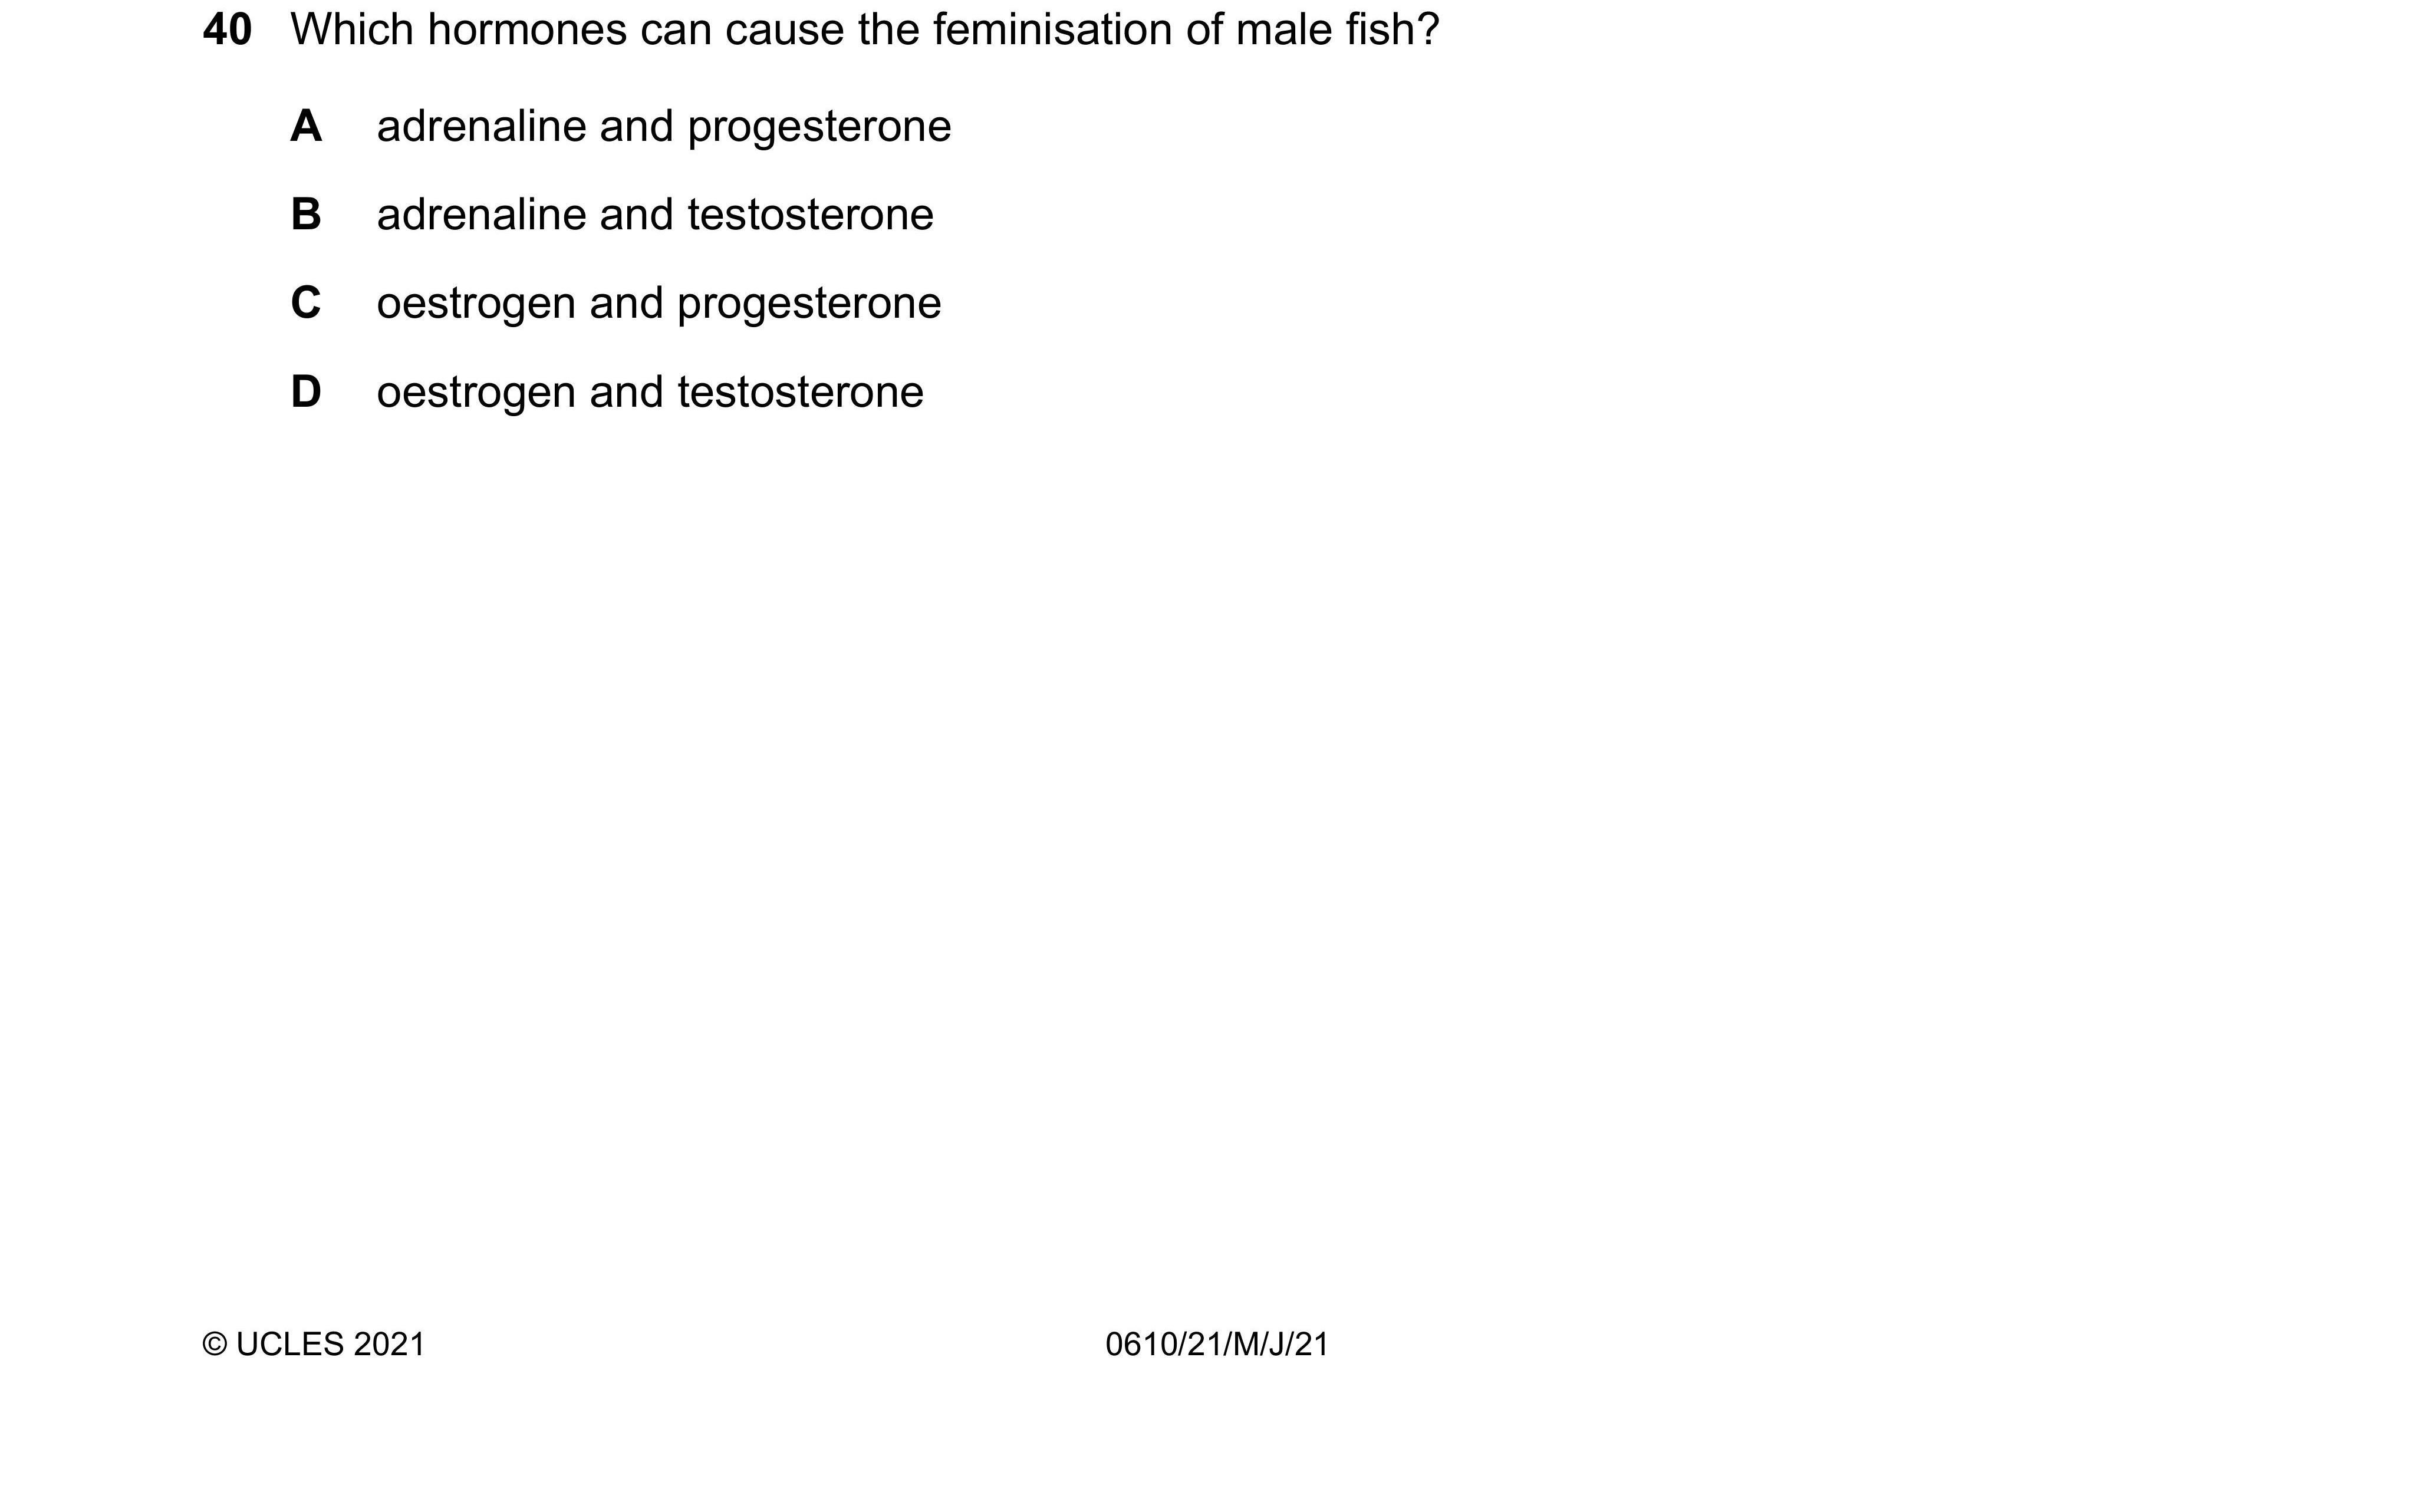 40 Which hormones can cause the feminisation of male fish?
A adrenaline and progesterone
B adrenaline and testosterone
C oestrogen and progesterone
D oestrogen and testosterone
© UCLES 2021 0610/21/M/J/21